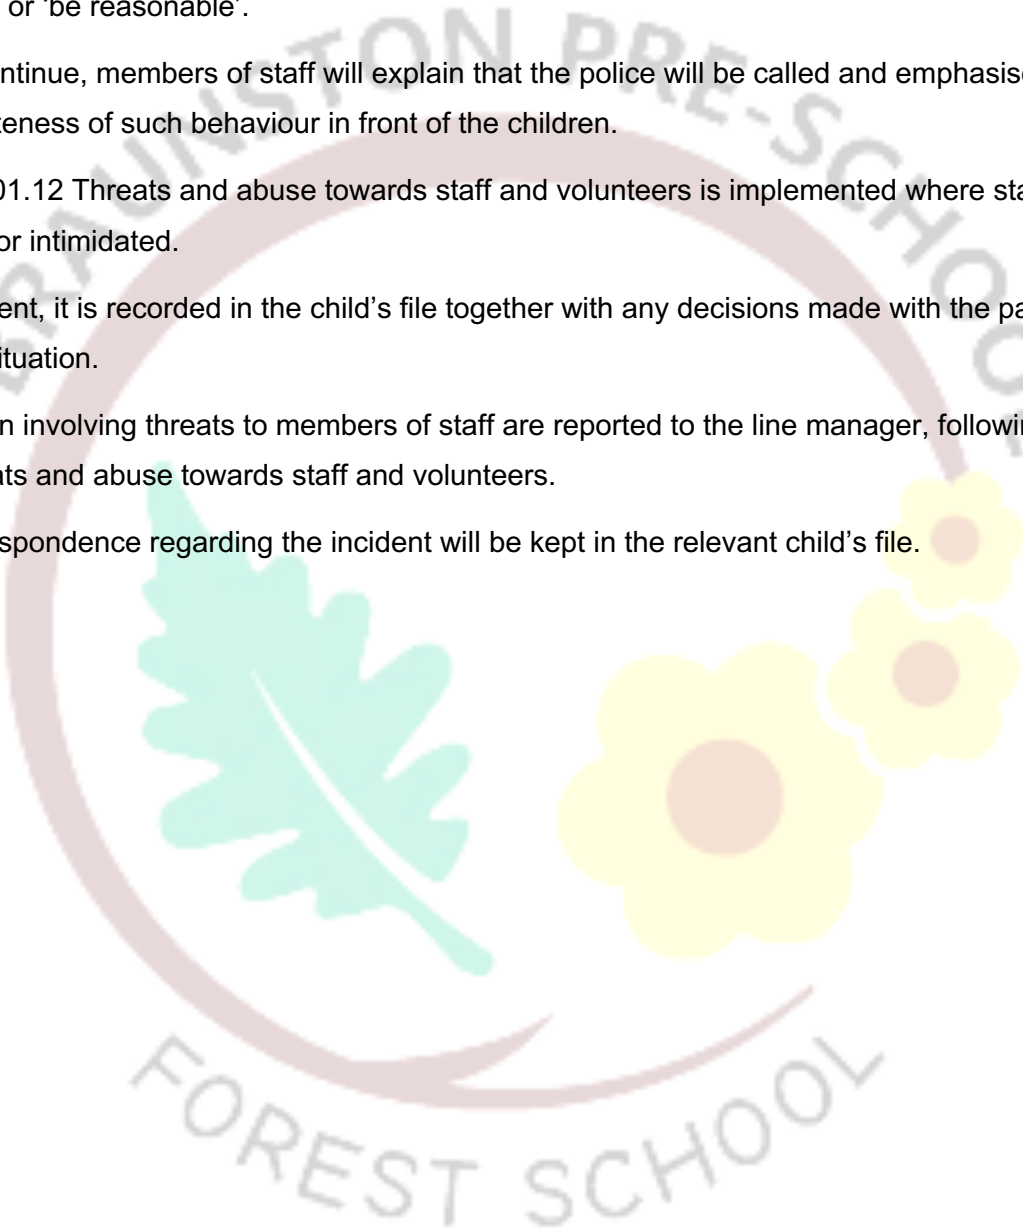 or ‘be reasonable’.
ntinue, members of staff will explain that the police will be called and emphasise
teness of such behaviour in front of the children.
01.12 Threats and abuse towards staff and volunteers is implemented where sta
or intimidated.
ent, it is recorded in the child’s file together with any decisions made with the pa
ituation.
n involving threats to members of staff are reported to the line manager, followin
ats and abuse towards staff and volunteers.
spondence regarding the incident will be kept in the relevant child’s file.
BRAUNSTON PRE-SCHOOL
FOREST SCHOOL